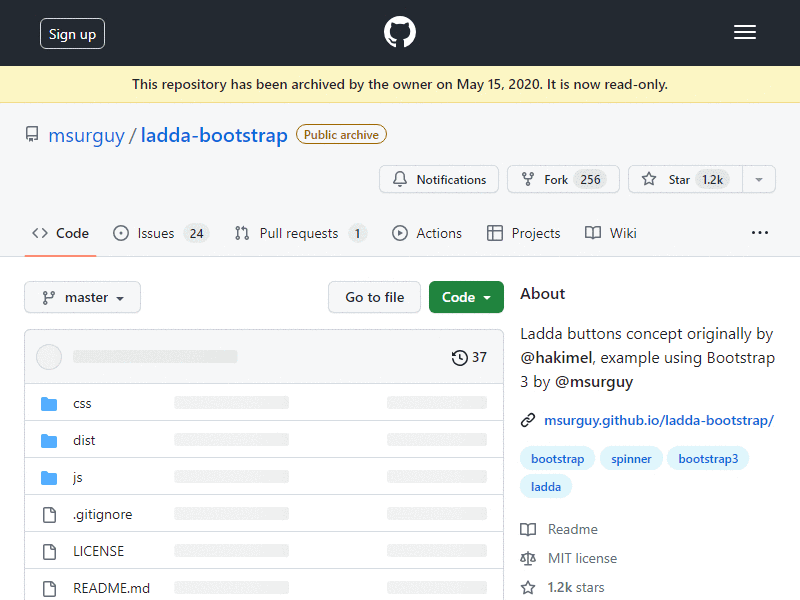 Sign up
This repository has been archived by the owner on May 15, 2020. It is now read-only.
msurguy / ladda-bootstrap Public archive
Notifications Fork 256 Star 1.2k
Code Issues 24 Pull requests 1 Actions Projects Wiki
master Go to file Code
37
css
dist
js
.gitignore
LICENSE
README.md
About
Ladda buttons concept originally by
@hakimel, example using Bootstrap
3 by @msurguy
msurguy.github.io/ladda-bootstrap/
bootstrap spinner bootstrap3
ladda
Readme
MIT license
1.2k stars